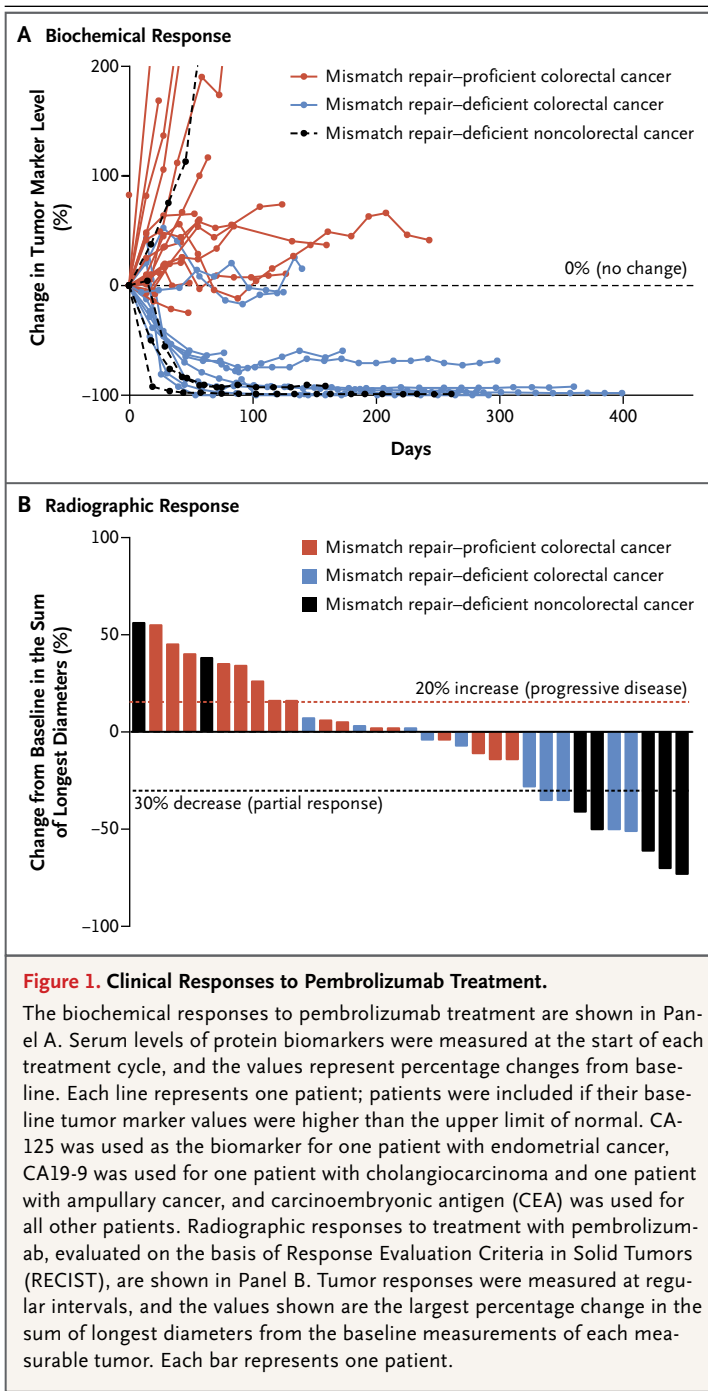 A Biochemical Response
200
100
0
−100
Change in Tumor Marker Level
(%)
Mismatch repair–proficient colorectal cancer
Mismatch repair–deficient colorectal cancer
Mismatch repair–deficient noncolorectal cancer
0% (no change)
0
100
200
300
400
Days
B Radiographic Response
100
50
0
−50
−100
Change from Baseline in the Sum
of Longest Diameters (%)
Mismatch repair–proficient colorectal cancer
Mismatch repair–deficient colorectal cancer
Mismatch repair–deficient noncolorectal cancer
20% increase (progressive disease)
30% decrease (partial response)
Figure 1. Clinical Responses to Pembrolizumab Treatment.
The biochemical responses to pembrolizumab treatment are shown in Pan-
el A. Serum levels of protein biomarkers were measured at the start of each
treatment cycle, and the values represent percentage changes from base-
line. Each line represents one patient; patients were included if their base-
line tumor marker values were higher than the upper limit of normal. CA-
125 was used as the biomarker for one patient with endometrial cancer,
CA19-9 was used for one patient with cholangiocarcinoma and one patient
with ampullary cancer, and carcinoembryonic antigen (CEA) was used for
all other patients. Radiographic responses to treatment with pembrolizum-
ab, evaluated on the basis of Response Evaluation Criteria in Solid Tumors
(RECIST), are shown in Panel B. Tumor responses were measured at regu-
lar intervals, and the values shown are the largest percentage change in the
sum of longest diameters from the baseline measurements of each mea-
surable tumor. Each bar represents one patient.